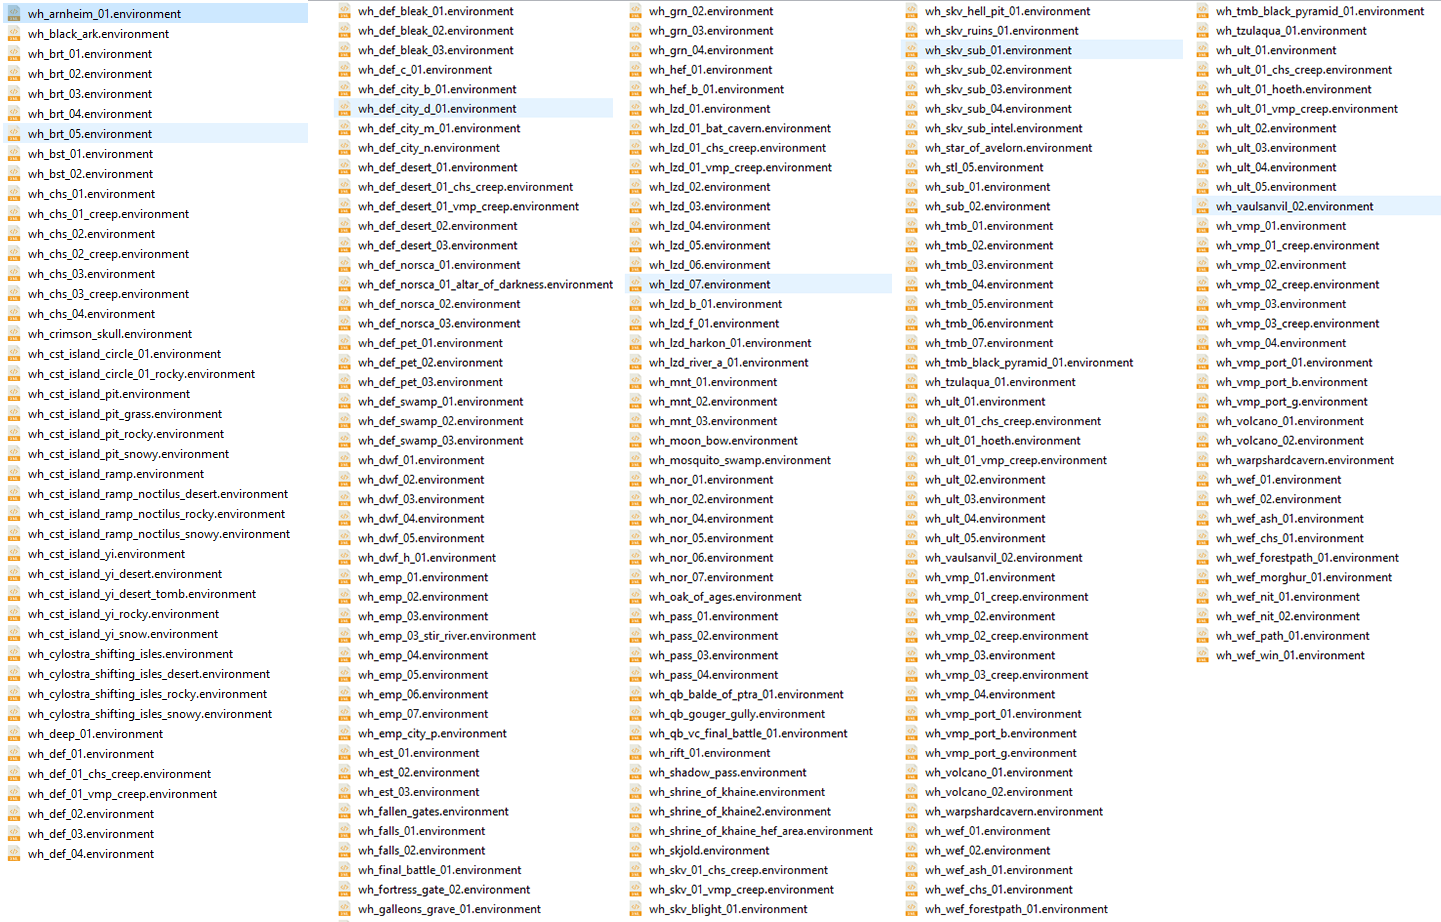 wh_arnheim_01.environment
wh_black_ark.environment
wh_brt_01.environment
wh_brt_02.environment
wh_brt_03.environment
wh_brt_04.environment
wh_brt_05.environment
wh_bst_01.environment
wh_bst_02.environment
wh_chs_01.environment
wh_chs_01_creep.environment
wh_chs_02.environment
wh_chs_02_creep.environment
wh_chs_03.environment
wh_chs_03_creep.environment
wh_chs_04.environment
wh_crimson_skull.environment
wh_cst_island_circle_01.environment
wh_cst_island_circle_01_rocky.environment
wh_cst_island_pit.environment
wh_cst_island_pit_grass.environment
wh_cst_island_pit_rocky.environment
wh_cst_island_pit_snowy.environment
wh_cst_island_ramp.environment
wh_cst_island_ramp_noctilus_desert.environment
wh_cst_island_ramp_noctilus_rocky.environment
wh_cst_island_ramp_noctilus_snowy.environment
wh_cst_island_yi.environment
wh_cst_island_yi_desert.environment
wh_cst_island_yi_desert_tomb.environment
wh_cst_island_yi_rocky.environment
wh_cst_island_yi_snow.environment
wh_cylostra_shifting_isles.environment
wh_cylostra_shifting_isles_desert.environment
wh_cylostra_shifting_isles_rocky.environment
wh_cylostra_shifting_isles_snowy.environment
wh_deep_01.environment
wh_def_01.environment
wh_def_01_chs_creep.environment
wh_def_01_vmp_creep.environment
wh_def_02.environment
wh_def_03.environment
wh_def_04.environment
wh_def_bleak_01.environment
wh_def_bleak_02.environment
wh_def_bleak_03.environment
wh_def_c_01.environment
wh_def_city_b_01.environment
wh_def_city_d_01.environment
wh_def_city_m_01.environment
wh_def_city_n.environment
wh_def_desert_01.environment
wh_def_desert_01_chs_creep.environment
wh_def_desert_01_vmp_creep.environment
wh_def_desert_02.environment
wh_def_desert_03.environment
wh_def_norsca_01.environment
wh_def_norsca_01_altar_of_darkness.environment
wh_def_norsca_02.environment
wh_def_norsca_03.environment
wh_def_pet_01.environment
wh_def_pet_02.environment
wh_def_pet_03.environment
wh_def_swamp_01.environment
wh_def_swamp_02.environment
wh_def_swamp_03.environment
wh_dwf_01.environment
wh_dwf_02.environment
wh_dwf_03.environment
wh_dwf_04.environment
wh_dwf_05.environment
wh_dwf_h_01.environment
wh_emp_01.environment
wh_emp_02.environment
wh_emp_03.environment
wh_emp_03_stir_river.environment
wh_emp_04.environment
wh_emp_05.environment
wh_emp_06.environment
wh_emp_07.environment
wh_emp_city_p.environment
wh_est_01.environment
wh_est_02.environment
wh_est_03.environment
wh_fallen_gates.environment
wh_falls_01.environment
wh_falls_02.environment
wh_final_battle_01.environment
wh_fortress_gate_02.environment
wh_galleons_grave_01.environment
wh_grn_02.environment
wh_grn_03.environment
wh_grn_04.environment
wh_hef_01.environment
wh_hef_b_01.environment
wh_lzd_01.environment
wh_lzd_01_bat_cavern.environment
wh_lzd_01_chs_creep.environment
wh_lzd_01_vmp_creep.environment
wh_lzd_02.environment
wh_lzd_03.environment
wh_lzd_04.environment
wh_lzd_05.environment
wh_lzd_06.environment
wh_lzd_07.environment
wh_lzd_b_01.environment
wh_lzd_f_01.environment
wh_lzd_harkon_01.environment
wh_lzd_river_a_01.environment
wh_mnt_01.environment
wh_mnt_02.environment
wh_mnt_03.environment
wh_moon_bow.environment
wh_mosquito_swamp.environment
wh_nor_01.environment
wh_nor_02.environment
wh_nor_04.environment
wh_nor_05.environment
wh_nor_06.environment
wh_nor_07.environment
wh_oak_of_ages.environment
wh_pass_01.environment
wh_pass_02.environment
wh_pass_03.environment
wh_pass_04.environment
wh_qb_balde_of_ptra_01.environment
wh_qb_gouger_gully.environment
wh_qb_vc_final_battle_01.environment
wh_rift_01.environment
wh_shadow_pass.environment
wh_shrine_of_khaine.environment
wh_shrine_of_khaine2.environment
wh_shrine_of_khaine_hef_area.environment
wh_skjold.environment
wh_skv_01_chs_creep.environment
wh_skv_01_vmp_creep.environment
wh_skv_blight_01.environment
wh_skv_hell_pit_01.environment
wh_skv_ruins_01.environment
wh_skv_sub_01.environment
wh_skv_sub_02.environment
wh_skv_sub_03.environment
wh_skv_sub_04.environment
wh_skv_sub_intel.environment
wh_star_of_avelorn.environment
wh_stl_05.environment
wh_sub_01.environment
wh_sub_02.environment
wh_tmb_01.environment
wh_tmb_02.environment
wh_tmb_03.environment
wh_tmb_04.environment
wh_tmb_05.environment
wh_tmb_06.environment
wh_tmb_07.environment
wh_tmb_black_pyramid_01.environment
wh_tzulaqua_01.environment
wh_ult_01.environment
wh_ult_01_chs_creep.environment
wh_ult_01_hoeth.environment
wh_ult_01_vmp_creep.environment
wh_ult_02.environment
wh_ult_03.environment
wh_ult_04.environment
wh_ult_05.environment
wh_vaulsanvil_02.environment
wh_vmp_01.environment
wh_vmp_01_creep.environment
wh_vmp_02.environment
wh_vmp_02_creep.environment
wh_vmp_03.environment
wh_vmp_03_creep.environment
wh_vmp_04.environment
wh_vmp_port_01.environment
wh_vmp_port_b.environment
wh_vmp_port_g.environment
wh_volcano_01.environment
wh_volcano_02.environment
wh_warpshardcavern.environment
wh_wef_01.environment
wh_wef_02.environment
wh_wef_ash_01.environment
wh_wef_chs_01.environment
wh_wef_forestpath_01.environment
wh_tmb_black_pyramid_01.environment
wh_tzulaqua_01.environment
wh_ult_01.environment
wh_ult_01_chs_creep.environment
wh_ult_01_hoeth.environment
wh_ult_01_vmp_creep.environment
wh_ult_02.environment
wh_ult_03.environment
wh_ult_04.environment
wh_ult_05.environment
wh_vaulsanvil_02.environment
wh_vmp_01.environment
wh_vmp_01_creep.environment
wh_vmp_02.environment
wh_vmp_02_creep.environment
wh_vmp_03.environment
wh_vmp_03_creep.environment
wh_vmp_04.environment
wh_vmp_port_01.environment
wh_vmp_port_b.environment
wh_vmp_port_g.environment
wh_volcano_01.environment
wh_volcano_02.environment
wh_warpshardcavern.environment
wh_wef_01.environment
wh_wef_02.environment
wh_wef_ash_01.environment
wh_wef_chs_01.environment
wh_wef_forestpath_01.environment
wh_wef_morghur_01.environment
wh_wef_nit_01.environment
wh_wef_nit_02.environment
wh_wef_path_01.environment
wh_wef_win_01.environment